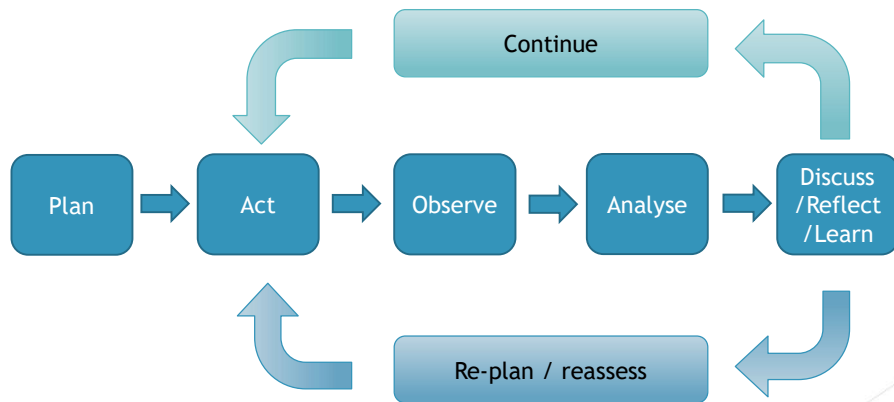 Continue
Plan
Act
Observe
Analyse
Discuss
/Reflect
/Learn
Re-plan / reassess